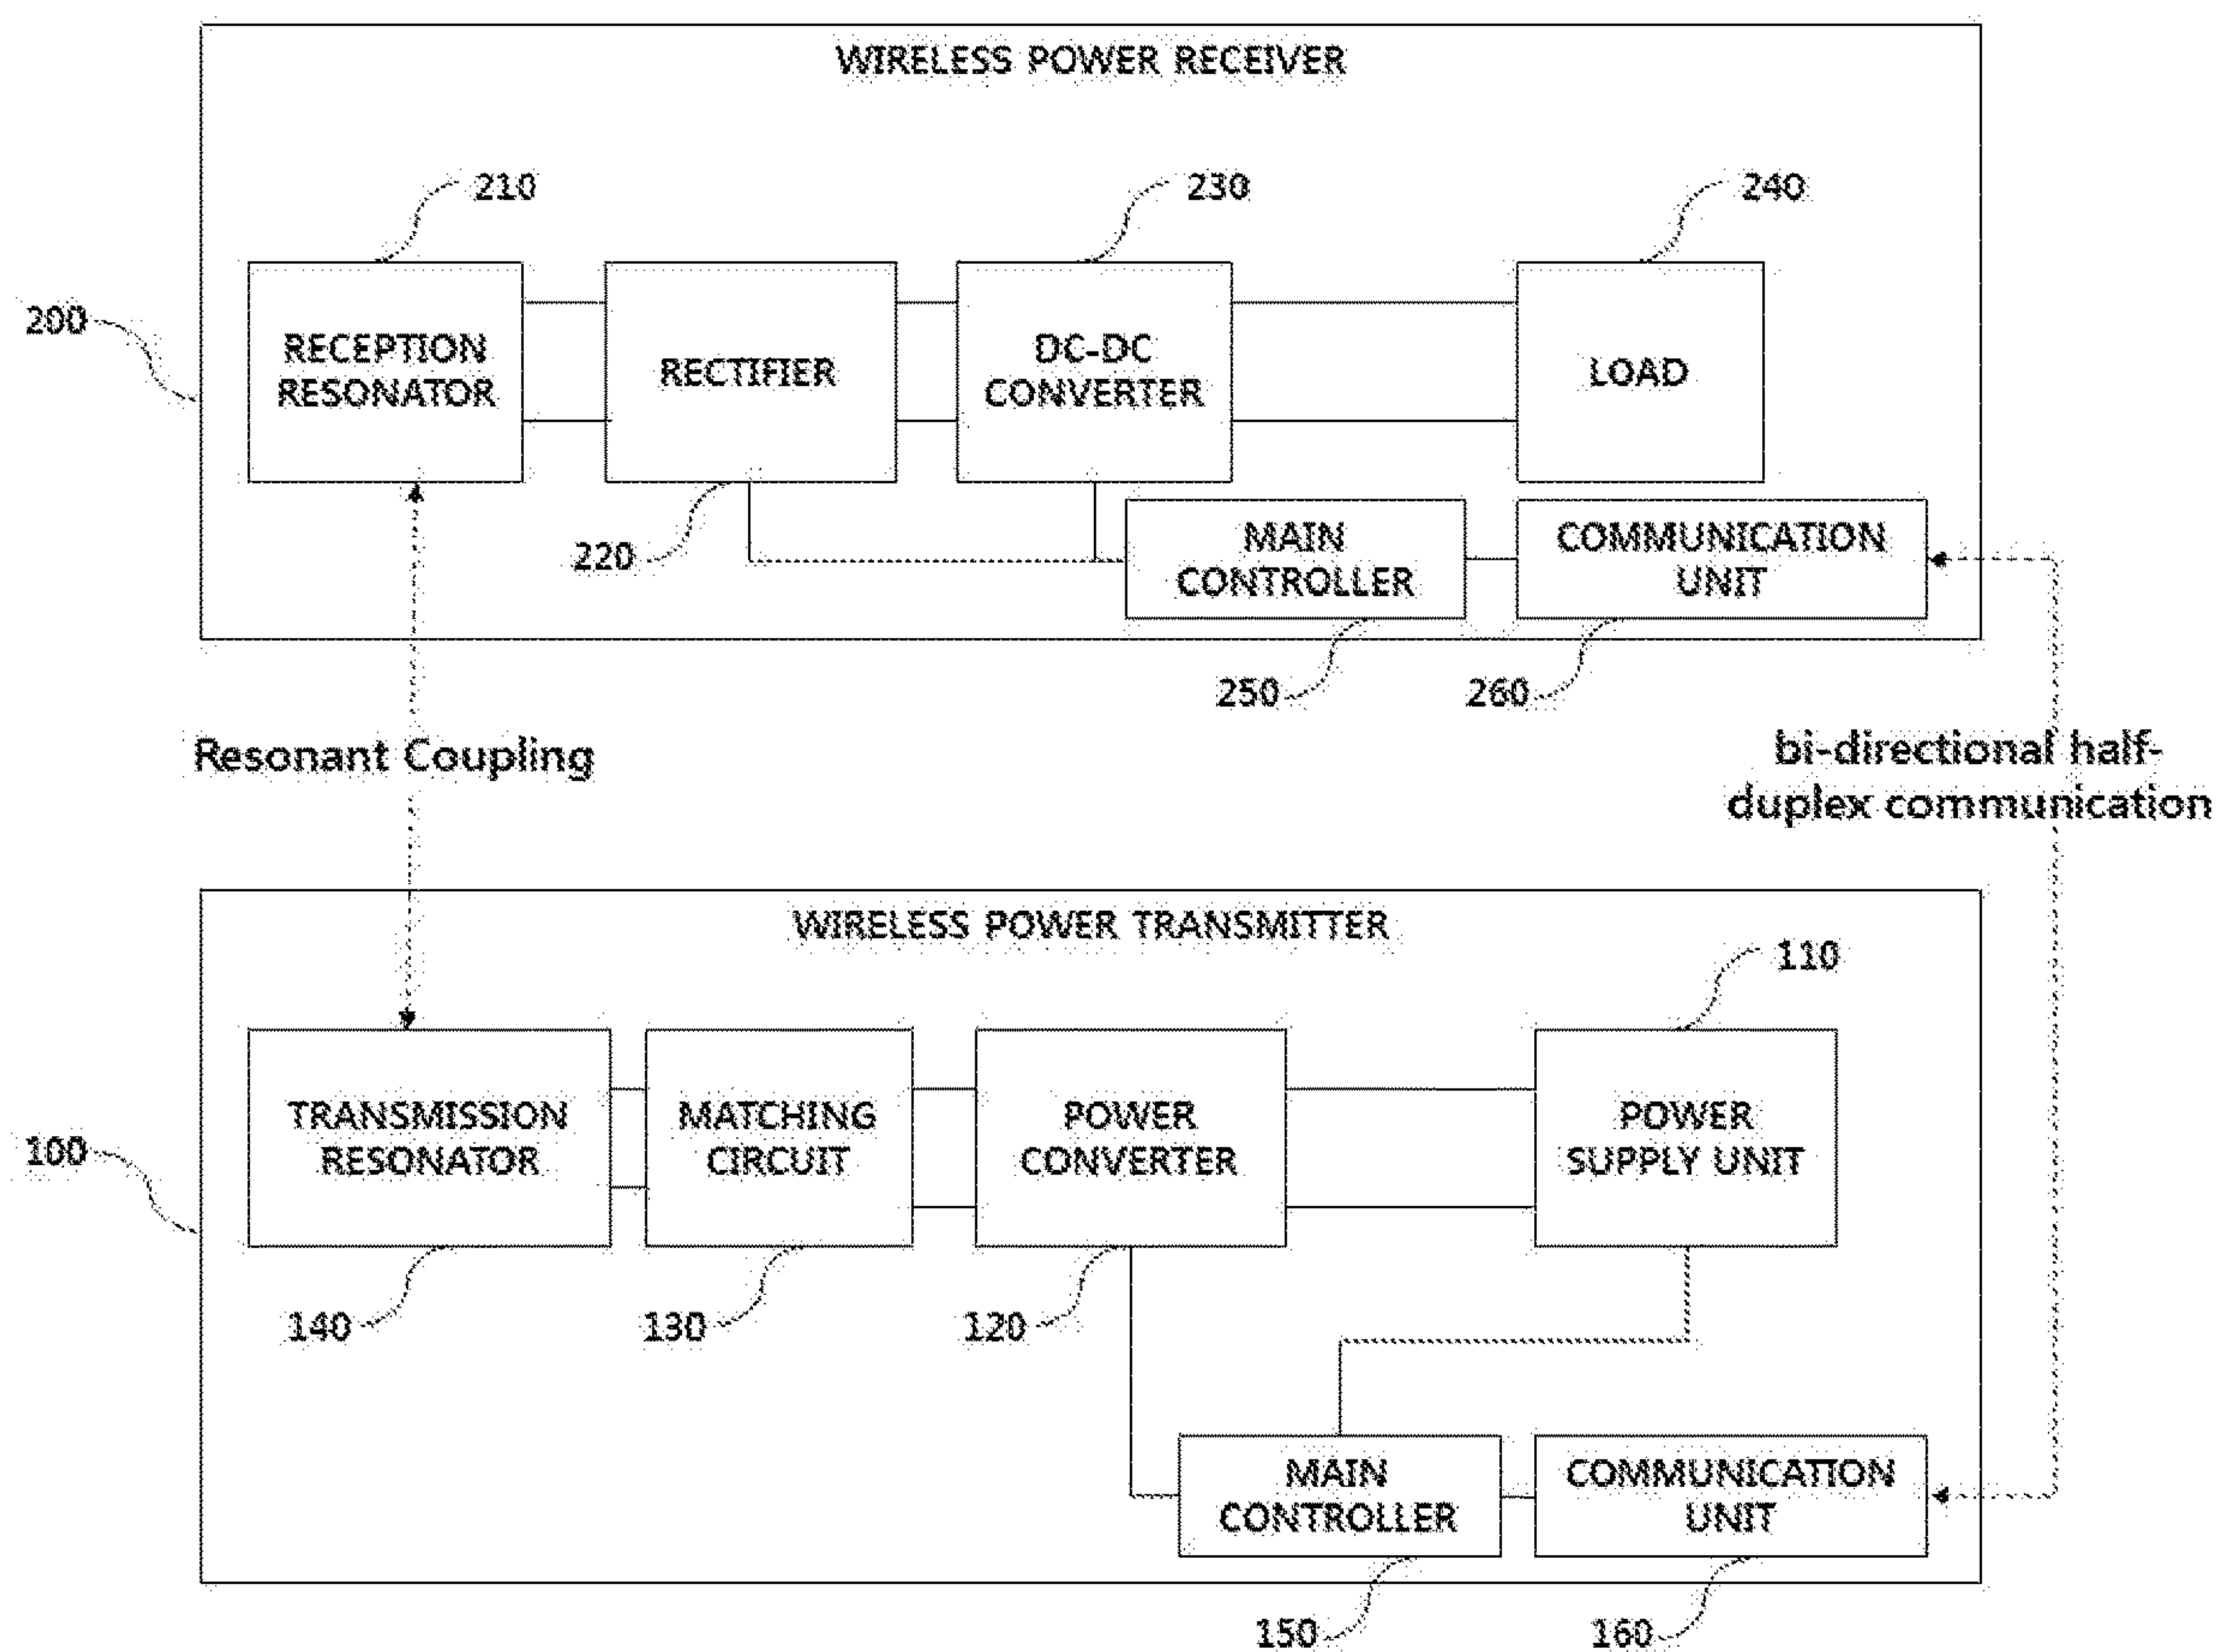 WIRELESS POWER RECEIVER
210
230
240
200
RECEPTION
RESONATOR
RECTIFIER
DC-DC
CONVERTER
LOAD
220
MAIN
CONTROLLER
COMMUNICATION
UNIT
250
260
Resonant Coupling
bi-directional half-
duplex communication
WIRELESS POWER TRANSMITTER
110
100
TRANSMISSION
RESONATOR
MATCHING
CIRCUIT
POWER
CONVERTER
POWER
SUPPLY UNIT
140
130
120
MAIN
CONTROLLER
COMMUNICATION
UNIT
150
160